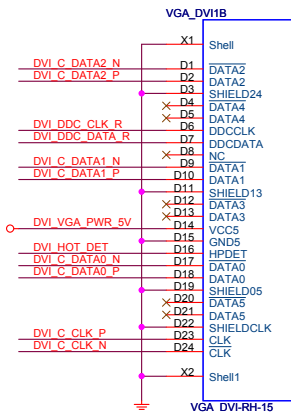 VGA_DVI1B
X1 Shell
DVI_C_DATA2_N D1 DATA2
DVI_C_DATA2_P D2 DATA2
D3 SHIELD24
D4 DATA4
D5 DATA4
DVI_DDC_CLK_R D6 DDCCLK
DVI_DDC_DATA_R D7 DDCDATA
D8 NC
DVI_C_DATA1_N D9 DATA1
DVI_C_DATA1_P D10 DATA1
D11 SHIELD13
D12 DATA3
D13 DATA3
DVI_VGA_PWR_5V D14 VCC5
D15 GND5
DVI_HOT_DET D16 HPDET
DVI_C_DATA0_N D17 DATA0
DVI_C_DATA0_P D18 DATA0
D19 SHIELD05
D20 DATA5
D21 DATA5
D22 SHIELDCLK
DVI_C_CLK_P D23 CLK
DVI_C_CLK_N D24 CLK
X2 Shell1
VGA_DVI-RH-15